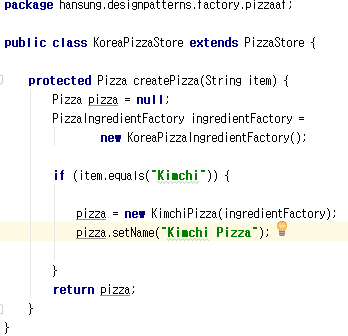 package hansung.designpatterns.factory.pizzaaf;
public class KoreaPizzaStore extends PizzaStore {
protected Pizza createPizza(String item) {
Pizza pizza = null;
PizzaIngredientFactory ingredientFactory =
new KoreaPizzaIngredientFactory();
if (item.equals("Kimchi")) {
pizza = new KimchiPizza(ingredientFactory);
pizza.setName("Kimchi Pizza");
}
return pizza;
}
}